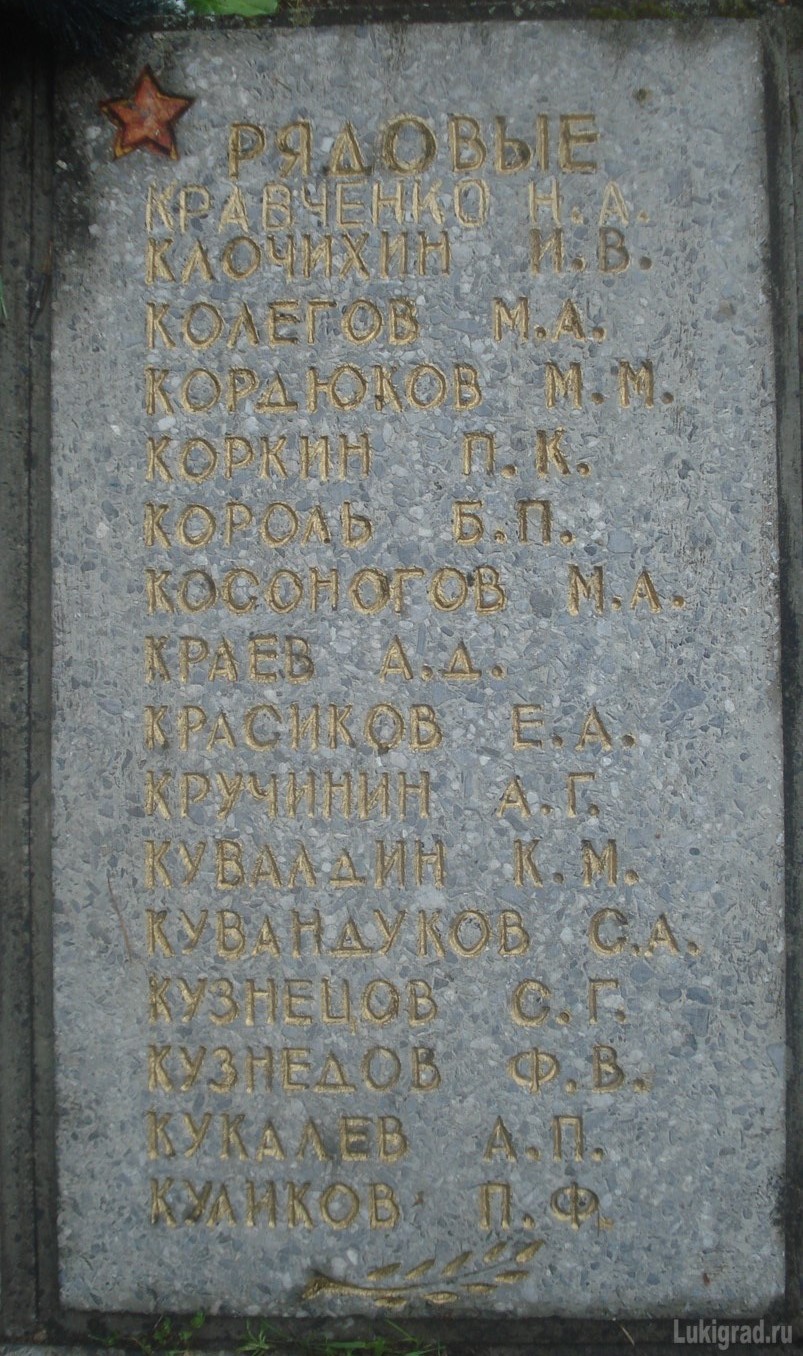 РЯДОВЫЕ
КРАВЧЕНКО Н.А.
КЛОЧИХИН И.В.
КОЛЕГОВ М.А.
КОРДЮКОВ М.М.
КОРКИН П.К.
КОРОЛЬ Б.П.
КОСОНОГОВ М.А.
КРАЕВ А.Д.
КРАСИКОВ Е.А.
КРУЧИНИН А.Г.
КУВАЛДИН К.М.
КУВАНДУКОВ С.А.
КУЗНЕЦОВ С.Г.
КУЗНЕДОВ Ф.В.
КУКАЛЕВ А.П.
КУЛИКОВ П.Ф.
Lukigrad.ru